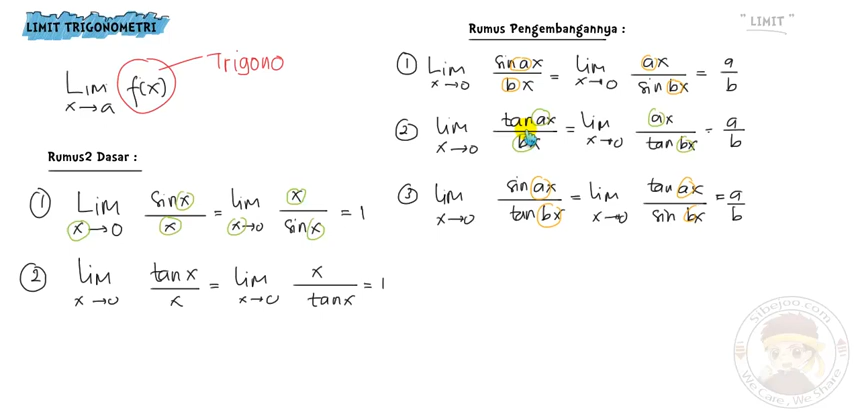 LIMIT TRIGONOMETRI
Lim x→a f(x) Trigono
Rumus2 Dasar :
① Lim x→0 sin x / x = lim x→0 x / sin x = 1
② lim x→0 tan x / x = lim x→0 x / tan x = 1
" LIMIT "
Rumus Pengembangannya :
① Lim x→0 sin ax / bx = lim x→0 ax / sin bx = a / b
② lim x→0 tan ax / bx = lim x→0 ax / tan bx = a / b
③ lim x→0 sin ax / tan bx = lim x→0 tan ax / sin bx = a / b
Sibejoo.com
We Care, We Share